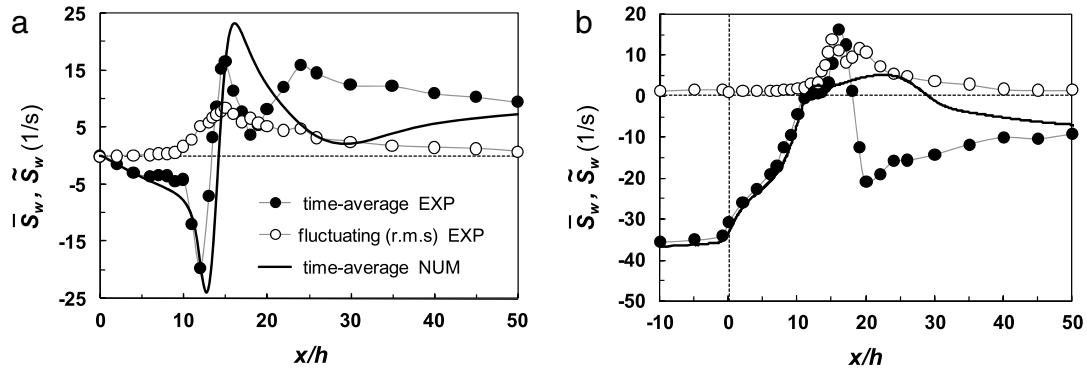 a
25
15
5
-5
-15
-25
S̄w , S̃w (1/s)
time-average EXP
fluctuating (r.m.s) EXP
time-average NUM
0 10 20 30 40 50
x/h
b
20
10
0
-10
-20
-30
-40
-50
S̄w , S̃w (1/s)
-10 0 10 20 30 40 50
x/h